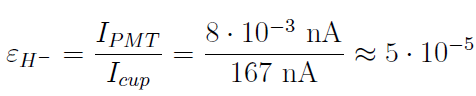 ε_{H⁻} = I_{PMT} / I_{cup} = 8 · 10⁻³ nA / 167 nA ≈ 5 · 10⁻⁵